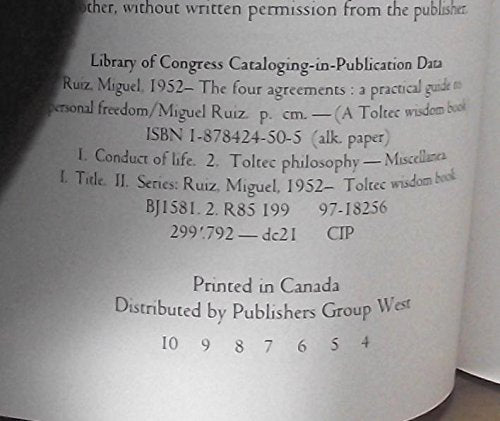 other, without written permission from the publisher.
Library of Congress Cataloging-in-Publication Data
Ruiz, Miguel, 1952– The four agreements : a practical guide to
personal freedom/Miguel Ruiz. p. cm. — (A Toltec wisdom book
ISBN 1-878424-50-5 (alk. paper)
1. Conduct of life. 2. Toltec philosophy — Miscellanea
I. Title. II. Series: Ruiz, Miguel, 1952– Toltec wisdom book
BJ1581. 2. R85 199 97-18256
299'.792 — dc21 CIP
Printed in Canada
Distributed by Publishers Group West
10 9 8 7 6 5 4